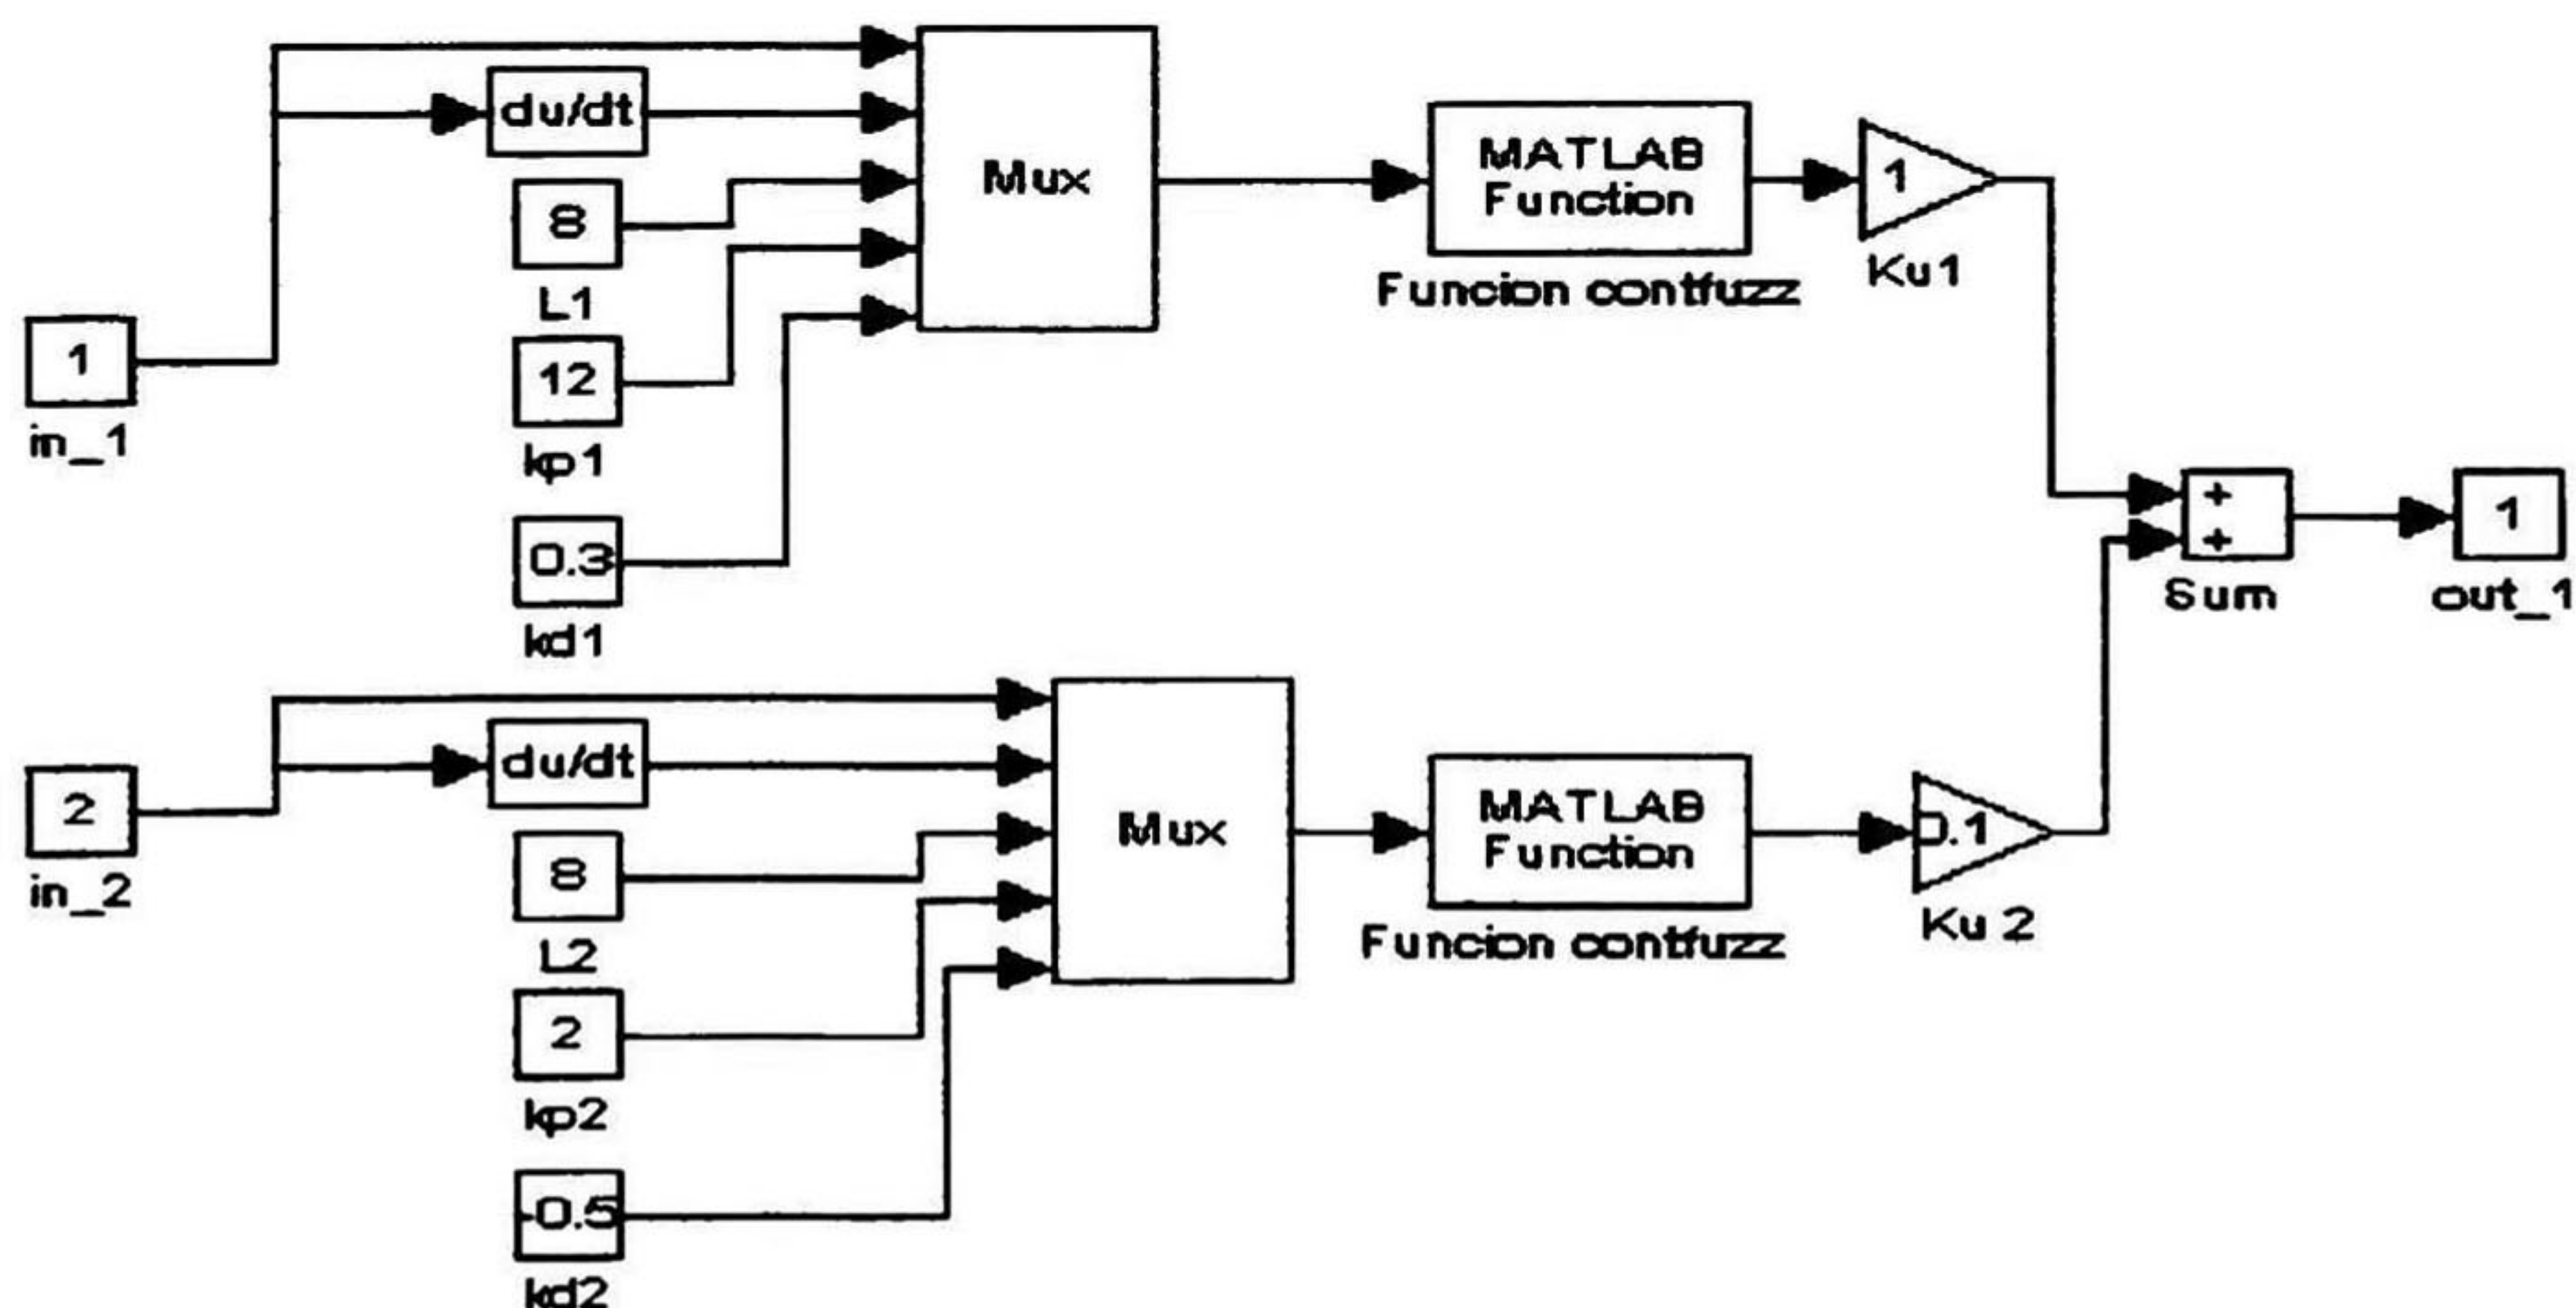 du/dt
Mux
MATLAB
Function
1
8
Funcion contfuzz
Ku1
L1
1
12
in_1
kp1
+
1
0.3
+
Sum
out_1
kd1
du/dt
2
Mux
MATLAB
Function
0.1
8
in_2
Funcion contfuzz
Ku 2
L2
2
kp2
-0.5
kd2